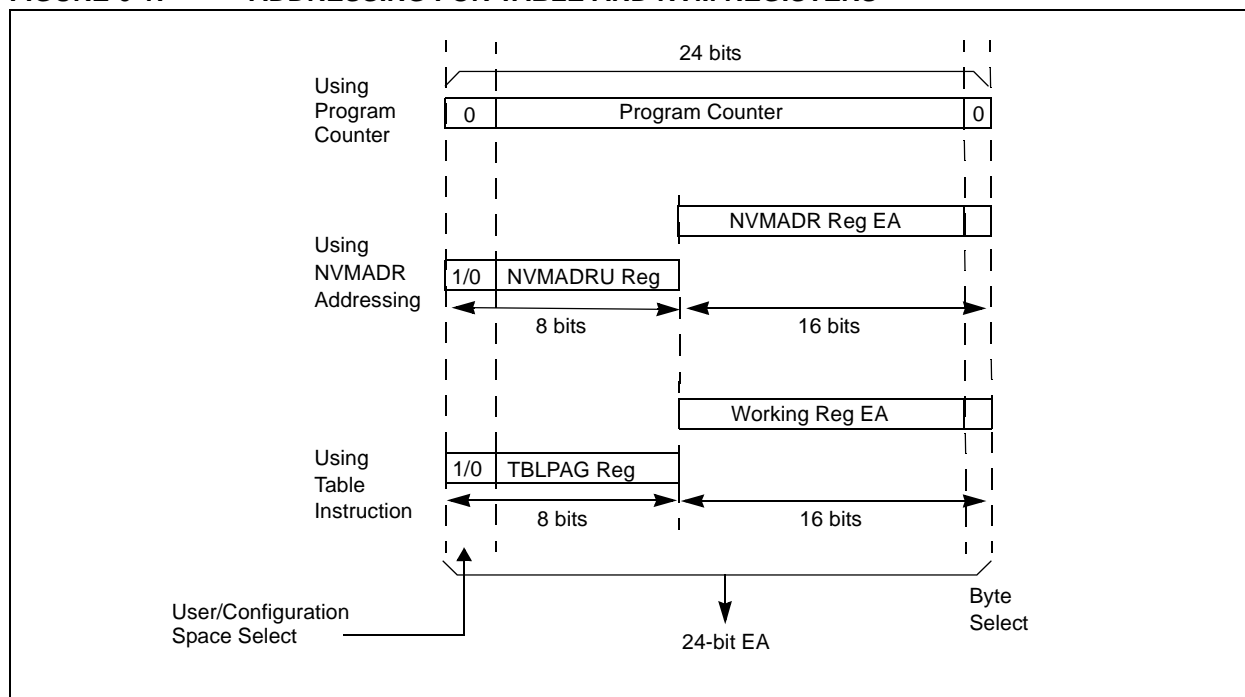 24 bits
Using
Program
Counter
0
Program Counter
0
NVMADR Reg EA
Using
NVMADR
Addressing
1/0
NVMADRU Reg
8 bits
16 bits
Working Reg EA
Using
Table
Instruction
1/0
TBLPAG Reg
8 bits
16 bits
User/Configuration
Space Select
24-bit EA
Byte
Select